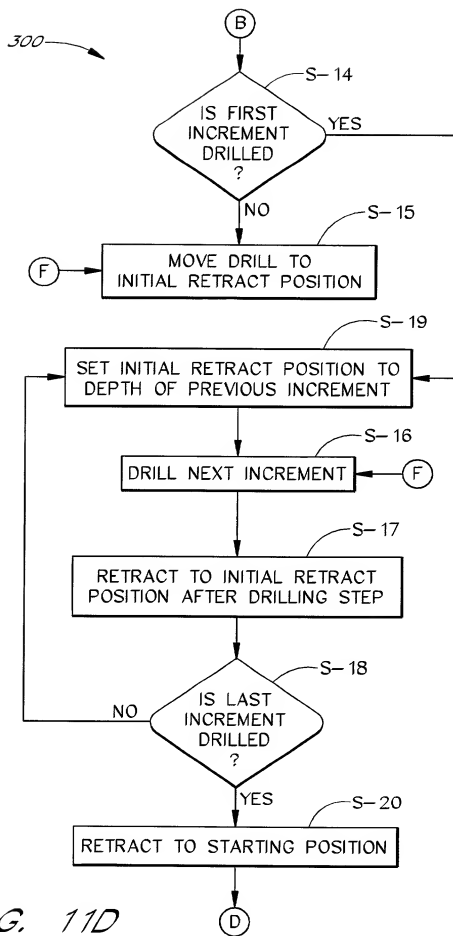 B
300
S-14
IS FIRST
INCREMENT
DRILLED
?
YES
NO
S-15
F
MOVE DRILL TO
INITIAL RETRACT POSITION
S-19
SET INITIAL RETRACT POSITION TO
DEPTH OF PREVIOUS INCREMENT
S-16
DRILL NEXT INCREMENT
F
S-17
RETRACT TO INITIAL RETRACT
POSITION AFTER DRILLING STEP
S-18
NO
IS LAST
INCREMENT
DRILLED
?
YES
S-20
RETRACT TO STARTING POSITION
G. 11D
D